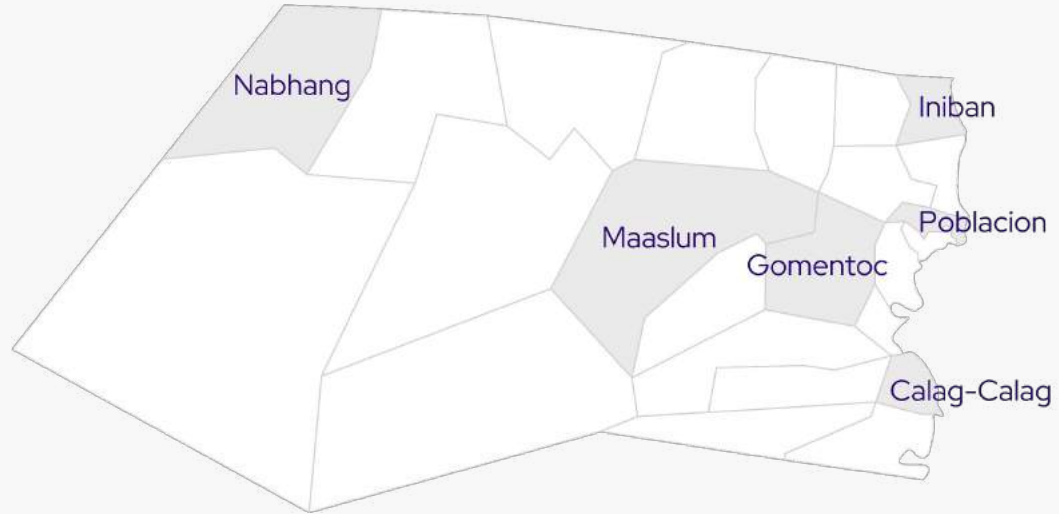 Nabhang
Iniban
Poblacion
Maaslum
Gomentoc
Calag-Calag